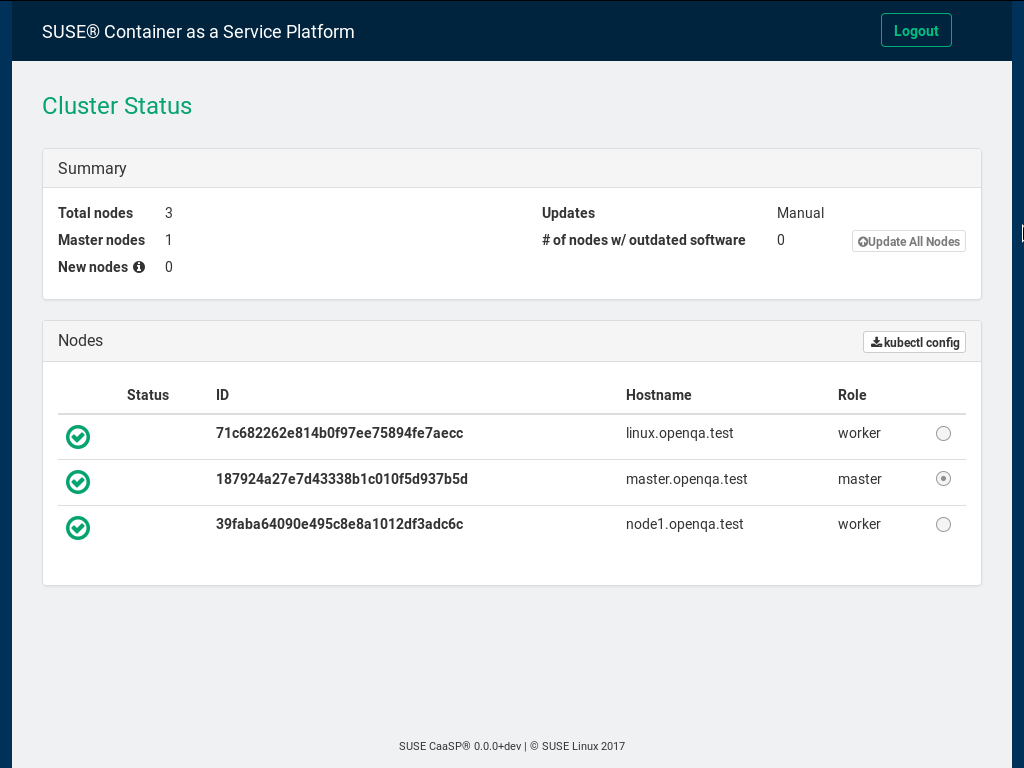 SUSE® Container as a Service Platform
Logout
Cluster Status
Summary
Total nodes 3
Updates Manual
Master nodes 1
# of nodes w/ outdated software 0 Update All Nodes
New nodes 0
Nodes
kubectl config
Status ID Hostname Role
71c682262e814b0f97ee75894fe7aecc linux.openqa.test worker
187924a27e7d43338b1c010f5d937b5d master.openqa.test master
39faba64090e495c8e8a1012df3adc6c node1.openqa.test worker
SUSE CaaSP® 0.0.0+dev | © SUSE Linux 2017